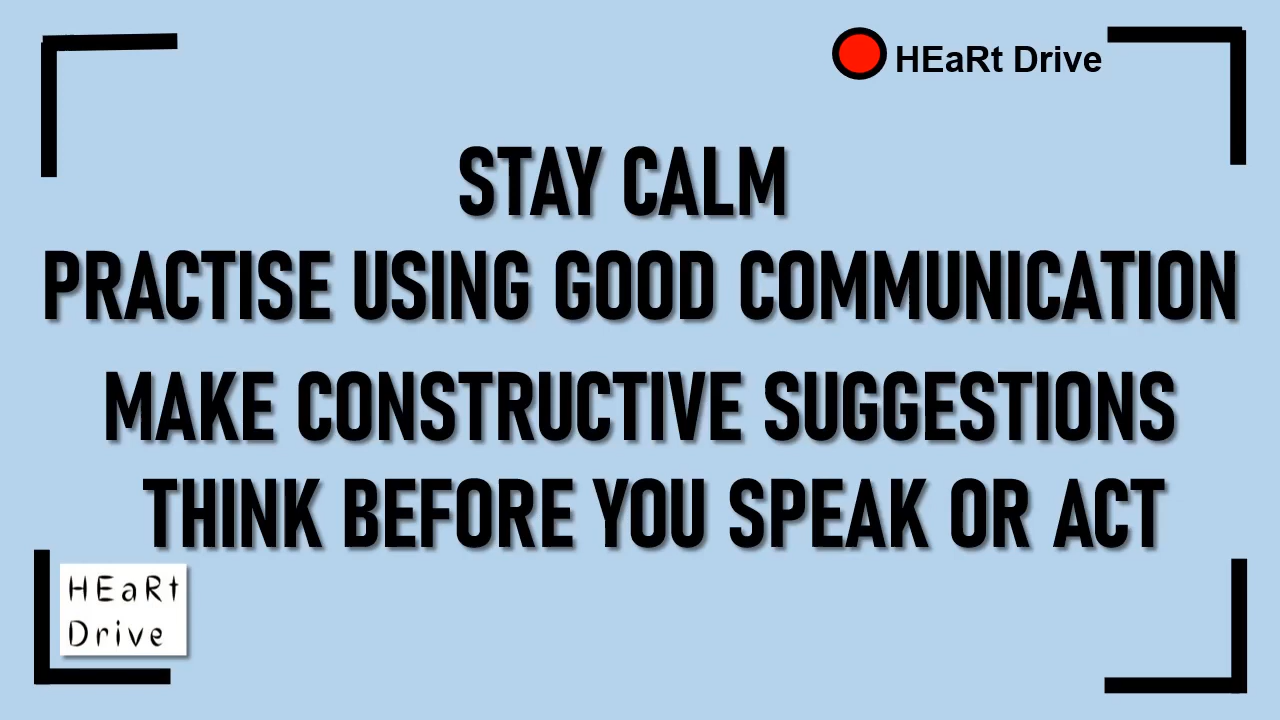 HEaRt Drive
STAY CALM
PRACTISE USING GOOD COMMUNICATION
MAKE CONSTRUCTIVE SUGGESTIONS
THINK BEFORE YOU SPEAK OR ACT
HEaRt
Drive